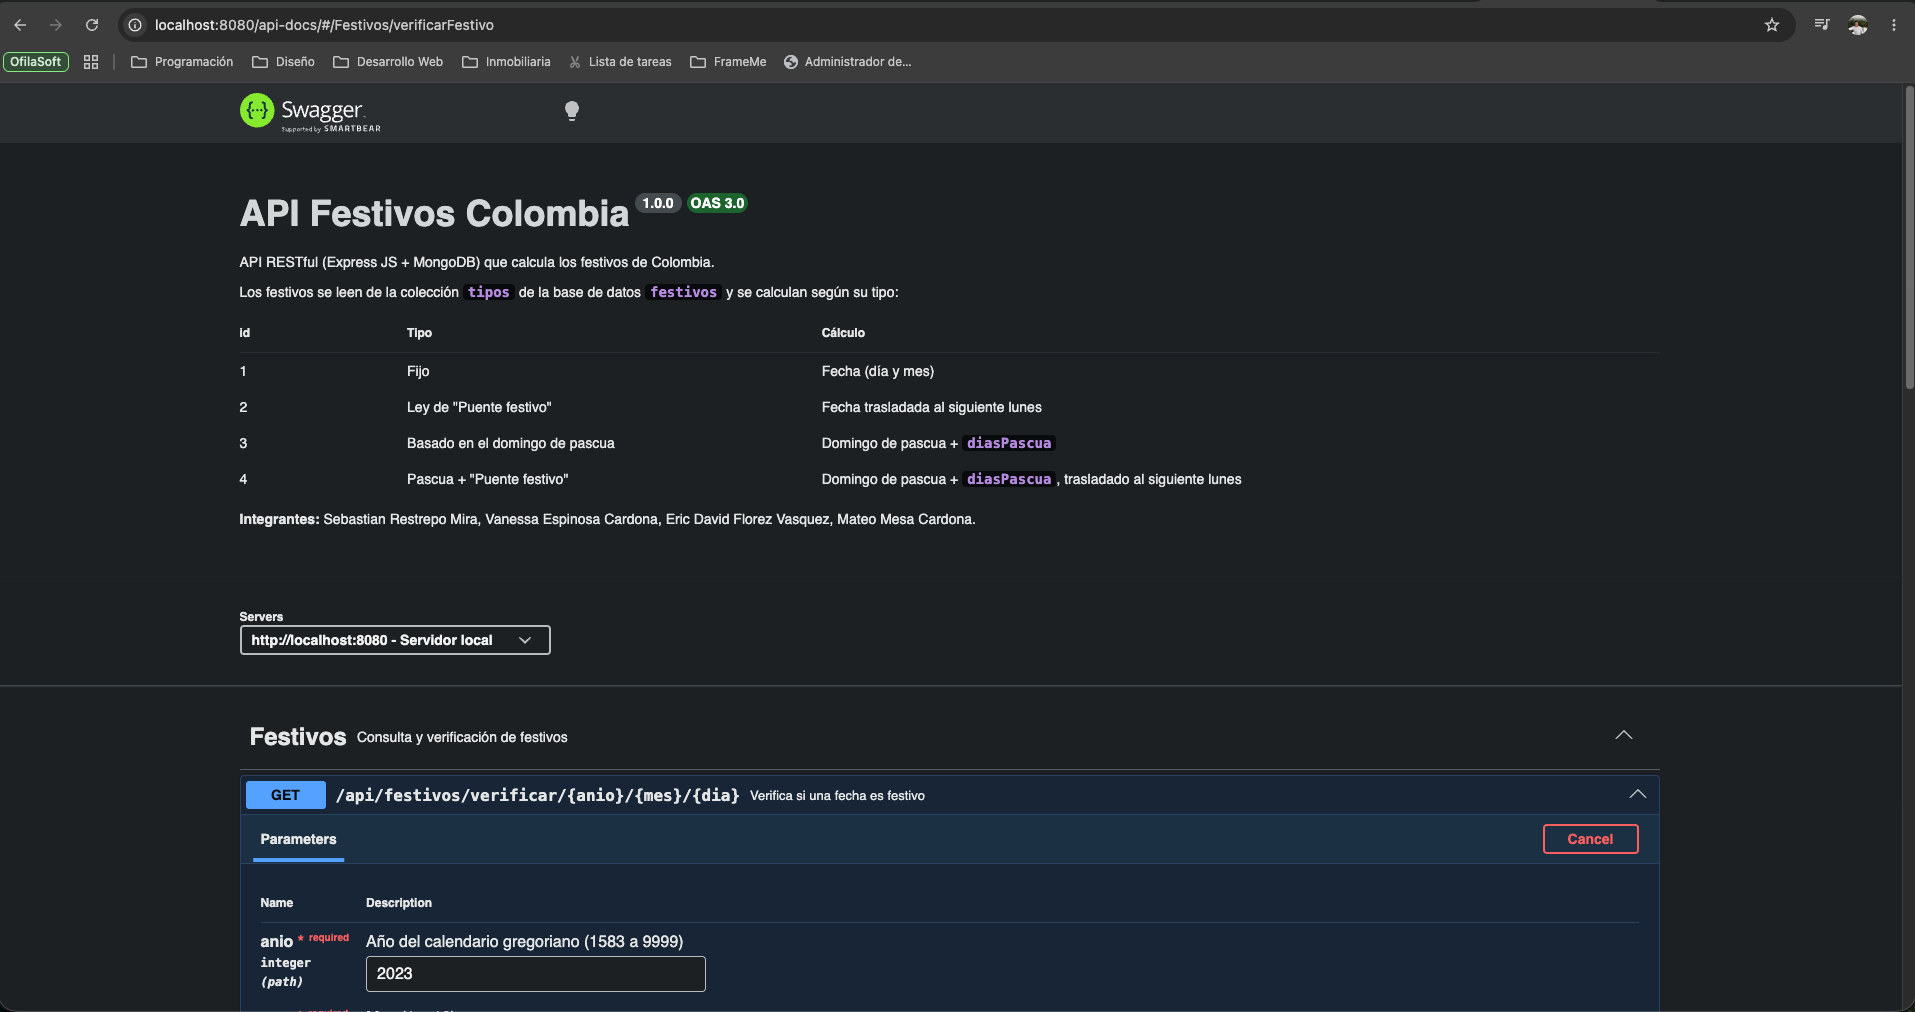 localhost:8080/api-docs/#/Festivos/verificarFestivo
OfilaSoft
Programación
Diseño
Desarrollo Web
Inmobiliaria
Lista de tareas
FrameMe
Administrador de...
{...} Swagger.
Supported by SMARTBEAR
API Festivos Colombia 1.0.0 OAS 3.0
API RESTful (Express JS + MongoDB) que calcula los festivos de Colombia.
Los festivos se leen de la colección tipos de la base de datos festivos y se calculan según su tipo:
id Tipo Cálculo
1 Fijo Fecha (día y mes)
2 Ley de "Puente festivo" Fecha trasladada al siguiente lunes
3 Basado en el domingo de pascua Domingo de pascua + diasPascua
4 Pascua + "Puente festivo" Domingo de pascua + diasPascua , trasladado al siguiente lunes
Integrantes: Sebastian Restrepo Mira, Vanessa Espinosa Cardona, Eric David Florez Vasquez, Mateo Mesa Cardona.
Servers
http://localhost:8080 - Servidor local
Festivos Consulta y verificación de festivos
GET /api/festivos/verificar/{anio}/{mes}/{dia} Verifica si una fecha es festivo
Parameters Cancel
Name Description
anio * required Año del calendario gregoriano (1583 a 9999)
integer
(path)
2023